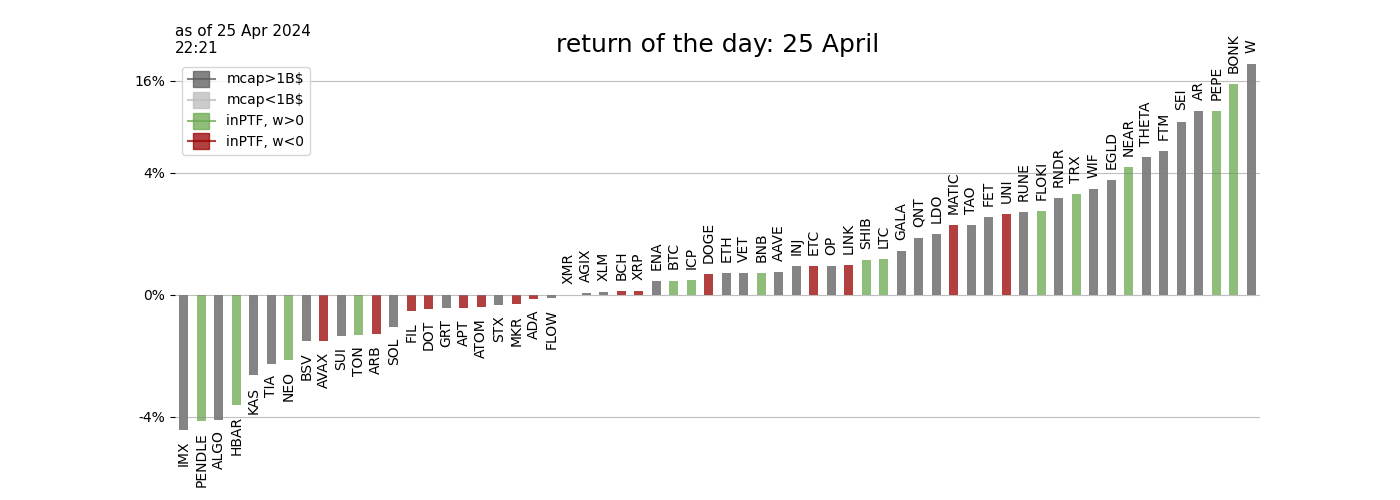 as of 25 Apr 2024
22:21
return of the day: 25 April
mcap>1B$
mcap<1B$
inPTF, w>0
inPTF, w<0
16%
4%
0%
-4%
IMX
PENDLE
ALGO
HBAR
KAS
TIA
NEO
BSV
AVAX
SUI
TON
ARB
SOL
FIL
DOT
GRT
APT
ATOM
STX
MKR
ADA
FLOW
XMR
AGIX
XLM
BCH
XRP
ENA
BTC
ICP
DOGE
ETH
VET
BNB
AAVE
INJ
ETC
OP
LINK
SHIB
LTC
GALA
QNT
LDO
MATIC
TAO
FET
UNI
RUNE
FLOKI
RNDR
TRX
WIF
EGLD
NEAR
THETA
FTM
SEI
AR
PEPE
BONK
W